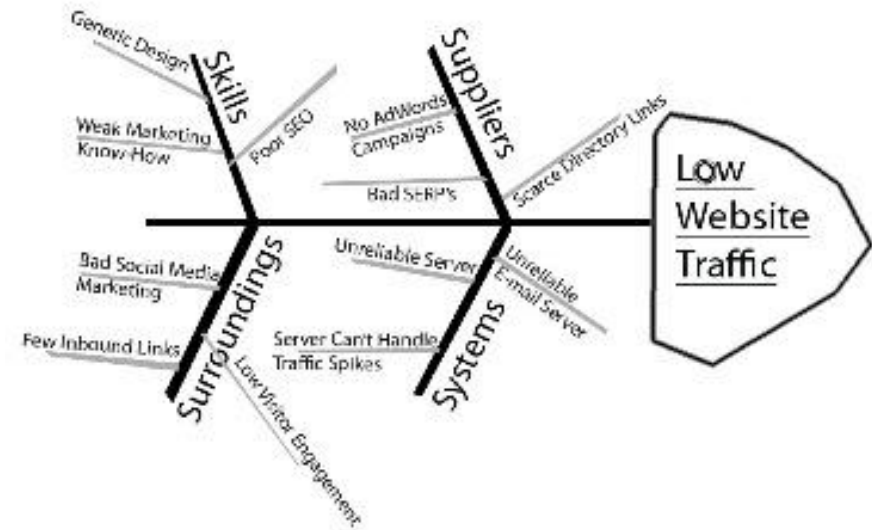 Generic Design
Skills
Weak Marketing
Know-How
Poor SEO
Suppliers
No AdWords
Campaigns
Bad SERP's
Scarce Directory Links
Low
Website
Traffic
Bad Social Media
Marketing
Few Inbound Links
Surroundings
Low Visitor Engagement
Unreliable Server
Unreliable
E-mail Server
Server Can't Handle
Traffic Spikes
Systems